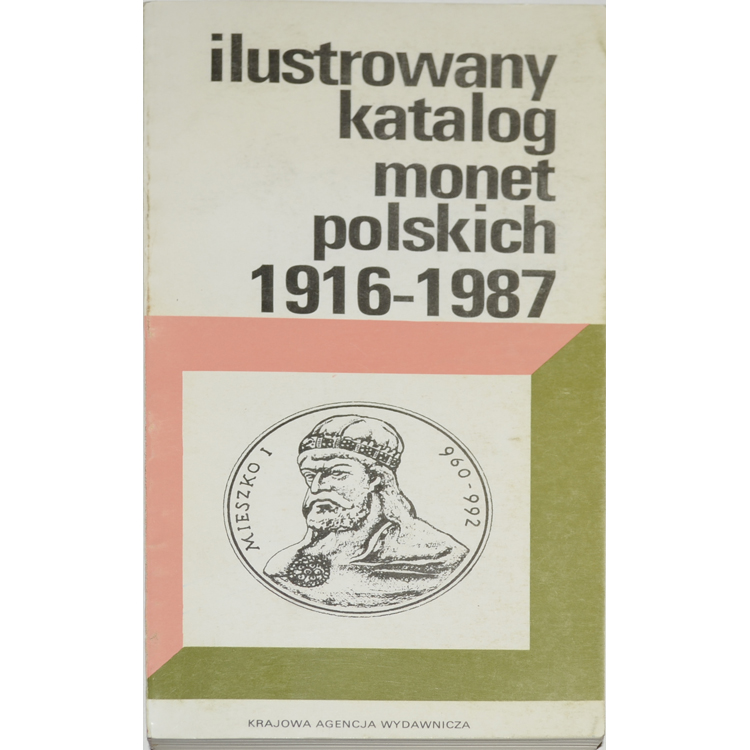 ilustrowany
katalog
monet
polskich
1916-1987
MIESZKO I
960-992
KRAJOWA AGENCJA WYDAWNICZA